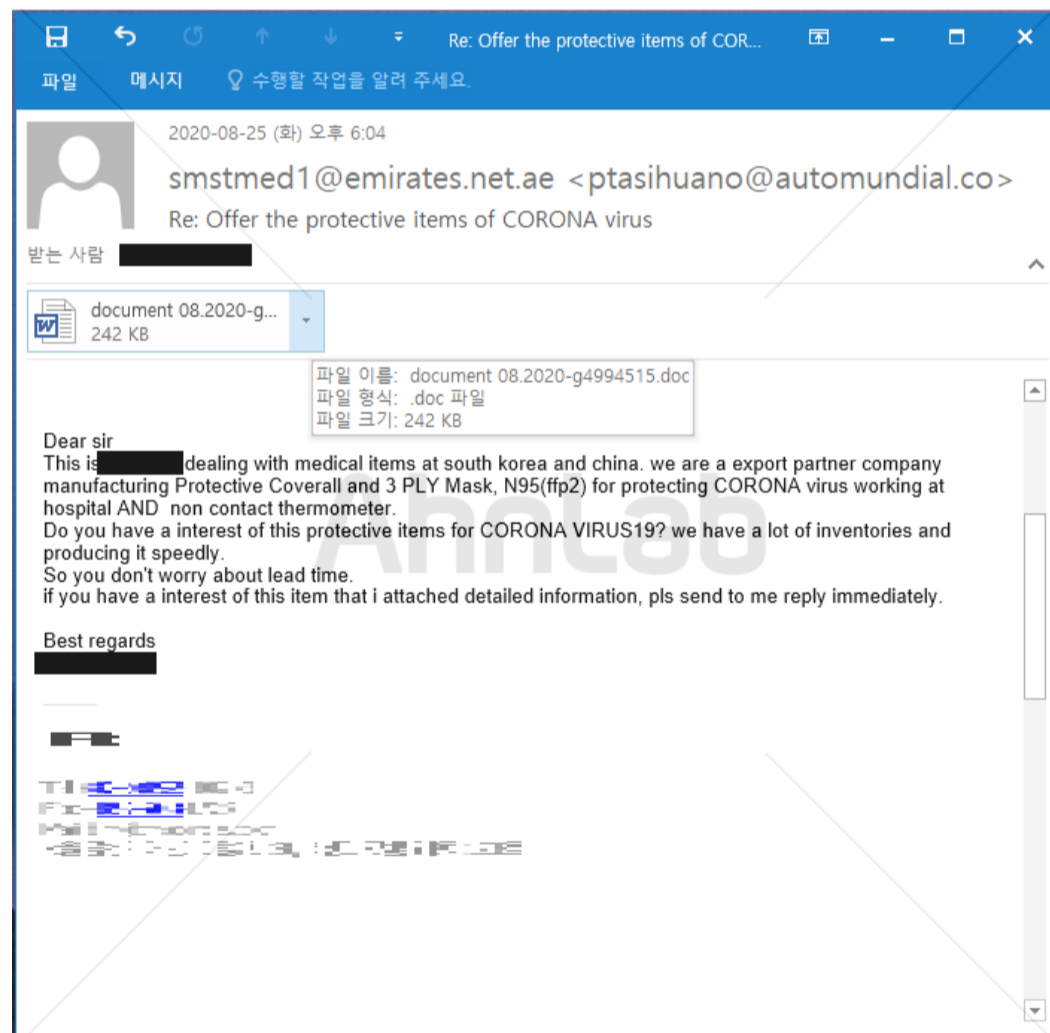 Re: Offer the protective items of COR...
파일 메시지 수행할 작업을 알려 주세요.
2020-08-25 (화) 오후 6:04
smstmed1@emirates.net.ae <ptasihuano@automundial.co>
Re: Offer the protective items of CORONA virus
받는 사람
document 08.2020-g...
242 KB
파일 이름: document 08.2020-g4994515.doc
파일 형식: .doc 파일
파일 크기: 242 KB
Dear sir
This is dealing with medical items at south korea and china. we are a export partner company
manufacturing Protective Coverall and 3 PLY Mask, N95(ffp2) for protecting CORONA virus working at
hospital AND non contact thermometer.
Do you have a interest of this protective items for CORONA VIRUS19? we have a lot of inventories and
producing it speedly.
So you don't worry about lead time.
if you have a interest of this item that i attached detailed information, pls send to me reply immediately.
Best regards
AhnLab